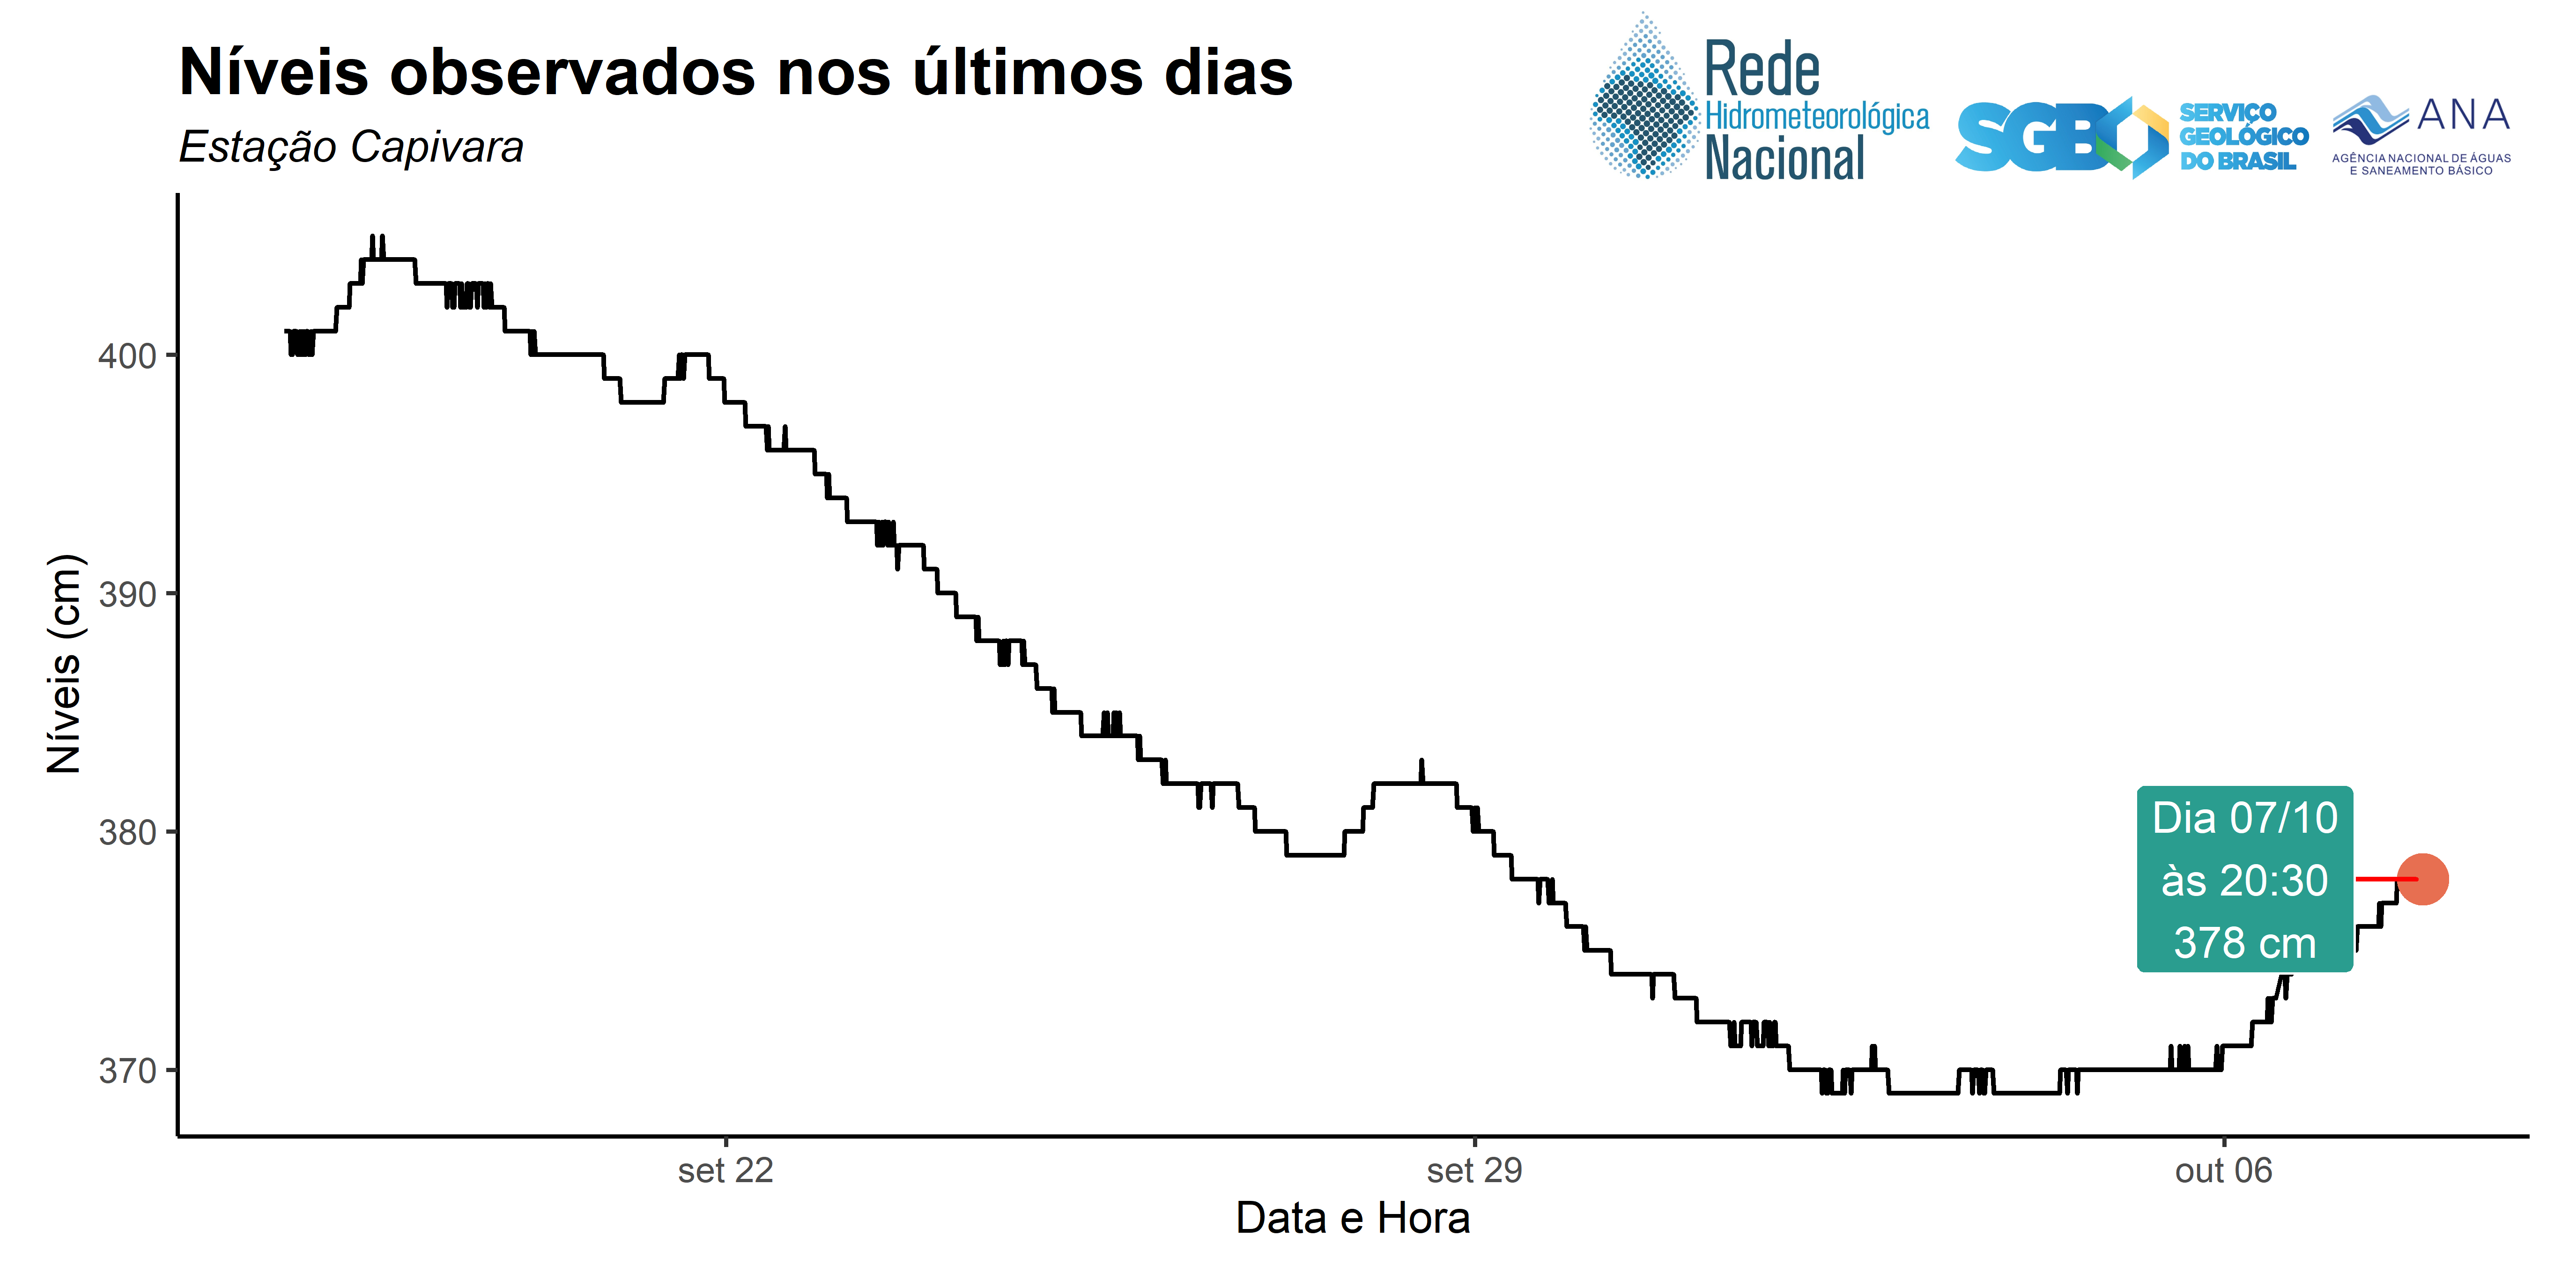 Níveis observados nos últimos dias
Estação Capivara
Rede
Hidrometeorológica
Nacional
SGB
SERVIÇO
GEOLÓGICO
DO BRASIL
ANA
AGÊNCIA NACIONAL DE ÁGUAS
E SANEAMENTO BÁSICO
Níveis (cm)
400
390
380
370
Dia 07/10
às 20:30
378 cm
set 22
set 29
out 06
Data e Hora